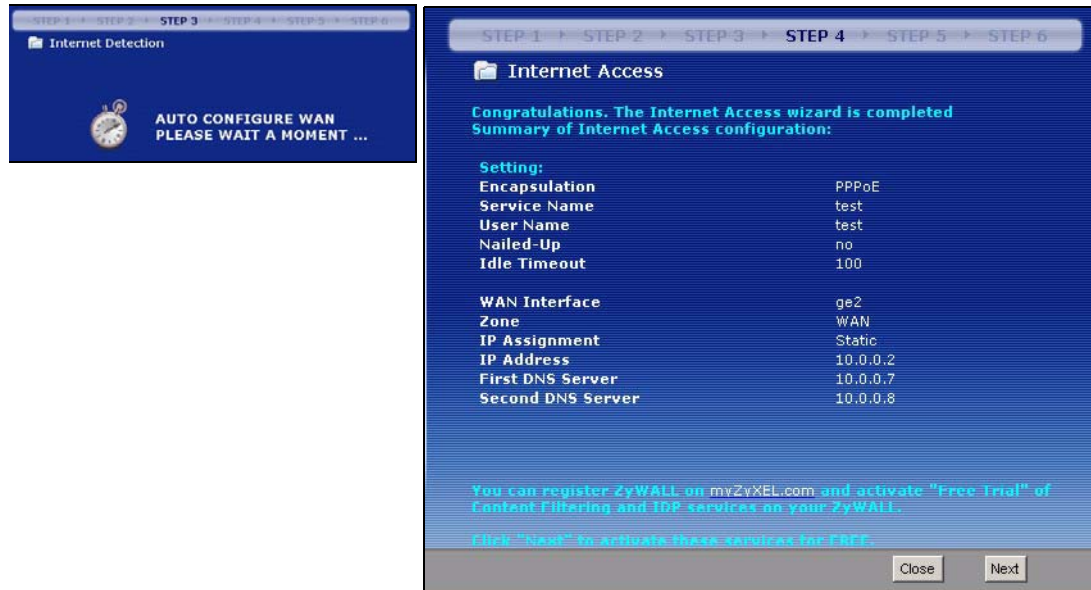 STEP 1 STEP 2 STEP 3 STEP 4 STEP 5 STEP 6
Internet Detection
AUTO CONFIGURE WAN
PLEASE WAIT A MOMENT ...
STEP 1 STEP 2 STEP 3 STEP 4 STEP 5 STEP 6
Internet Access
Congratulations. The Internet Access wizard is completed
Summary of Internet Access configuration:
Setting:
Encapsulation PPPoE
Service Name test
User Name test
Nailed-Up no
Idle Timeout 100
WAN Interface ge2
Zone WAN
IP Assignment Static
IP Address 10.0.0.2
First DNS Server 10.0.0.7
Second DNS Server 10.0.0.8
You can register ZyWALL on myZyXEL.com and activate "Free Trial" of
Content Filtering and IDP services on your ZyWALL.
Click "Next" to activate these services for FREE.
Close Next